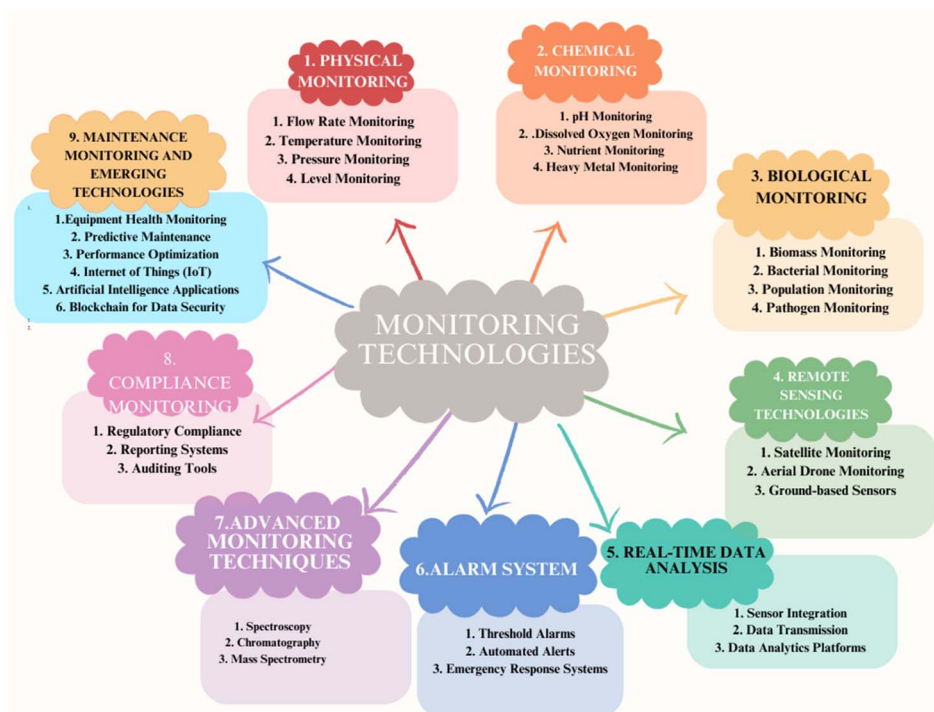 MONITORING
TECHNOLOGIES
1. PHYSICAL
MONITORING
1. Flow Rate Monitoring
2. Temperature Monitoring
3. Pressure Monitoring
4. Level Monitoring
2. CHEMICAL
MONITORING
1. pH Monitoring
2. .Dissolved Oxygen Monitoring
3. Nutrient Monitoring
4. Heavy Metal Monitoring
3. BIOLOGICAL
MONITORING
1. Biomass Monitoring
2. Bacterial Monitoring
3. Population Monitoring
4. Pathogen Monitoring
4. REMOTE
SENSING
TECHNOLOGIES
1. Satellite Monitoring
2. Aerial Drone Monitoring
3. Ground-based Sensors
5. REAL-TIME DATA
ANALYSIS
1. Sensor Integration
2. Data Transmission
3. Data Analytics Platforms
6.ALARM SYSTEM
1. Threshold Alarms
2. Automated Alerts
3. Emergency Response Systems
7.ADVANCED
MONITORING
TECHNIQUES
1. Spectroscopy
2. Chromatography
3. Mass Spectrometry
8.
COMPLIANCE
MONITORING
1. Regulatory Compliance
2. Reporting Systems
3. Auditing Tools
9. MAINTENANCE
MONITORING AND
EMERGING
TECHNOLOGIES
1.
1.Equipment Health Monitoring
2. Predictive Maintenance
3. Performance Optimization
4. Internet of Things (IoT)
5. Artificial Intelligence Applications
6. Blockchain for Data Security
1.
2.